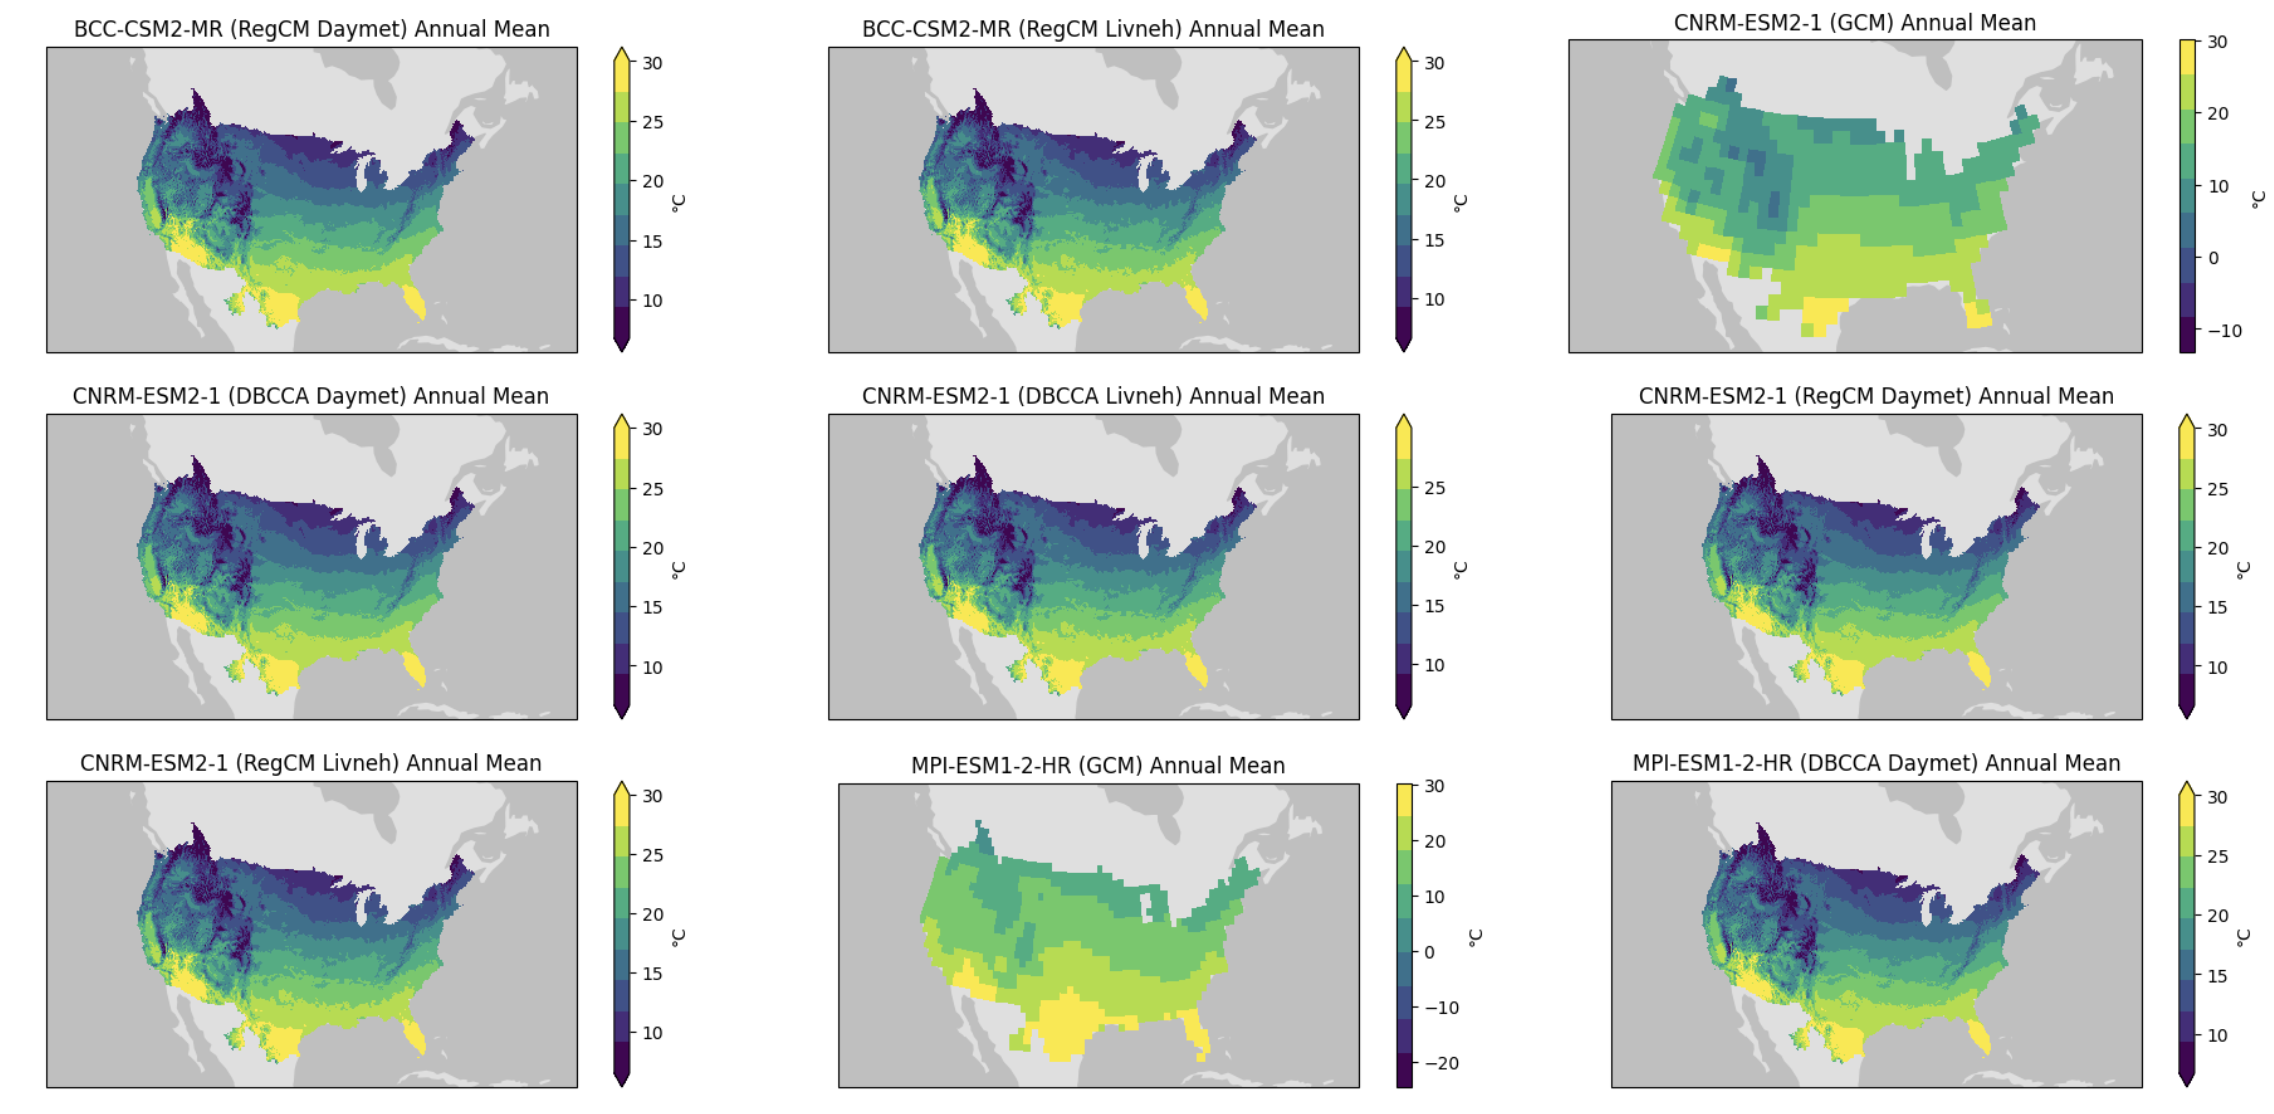 BCC-CSM2-MR (RegCM Daymet) Annual Mean
30
25
20
15
10
°C
BCC-CSM2-MR (RegCM Livneh) Annual Mean
30
25
20
15
10
°C
CNRM-ESM2-1 (GCM) Annual Mean
30
20
10
0
−10
°C
CNRM-ESM2-1 (DBCCA Daymet) Annual Mean
30
25
20
15
10
°C
CNRM-ESM2-1 (DBCCA Livneh) Annual Mean
25
20
15
10
°C
CNRM-ESM2-1 (RegCM Daymet) Annual Mean
30
25
20
15
10
°C
CNRM-ESM2-1 (RegCM Livneh) Annual Mean
30
25
20
15
10
°C
MPI-ESM1-2-HR (GCM) Annual Mean
30
20
10
0
−10
−20
°C
MPI-ESM1-2-HR (DBCCA Daymet) Annual Mean
30
25
20
15
10
°C